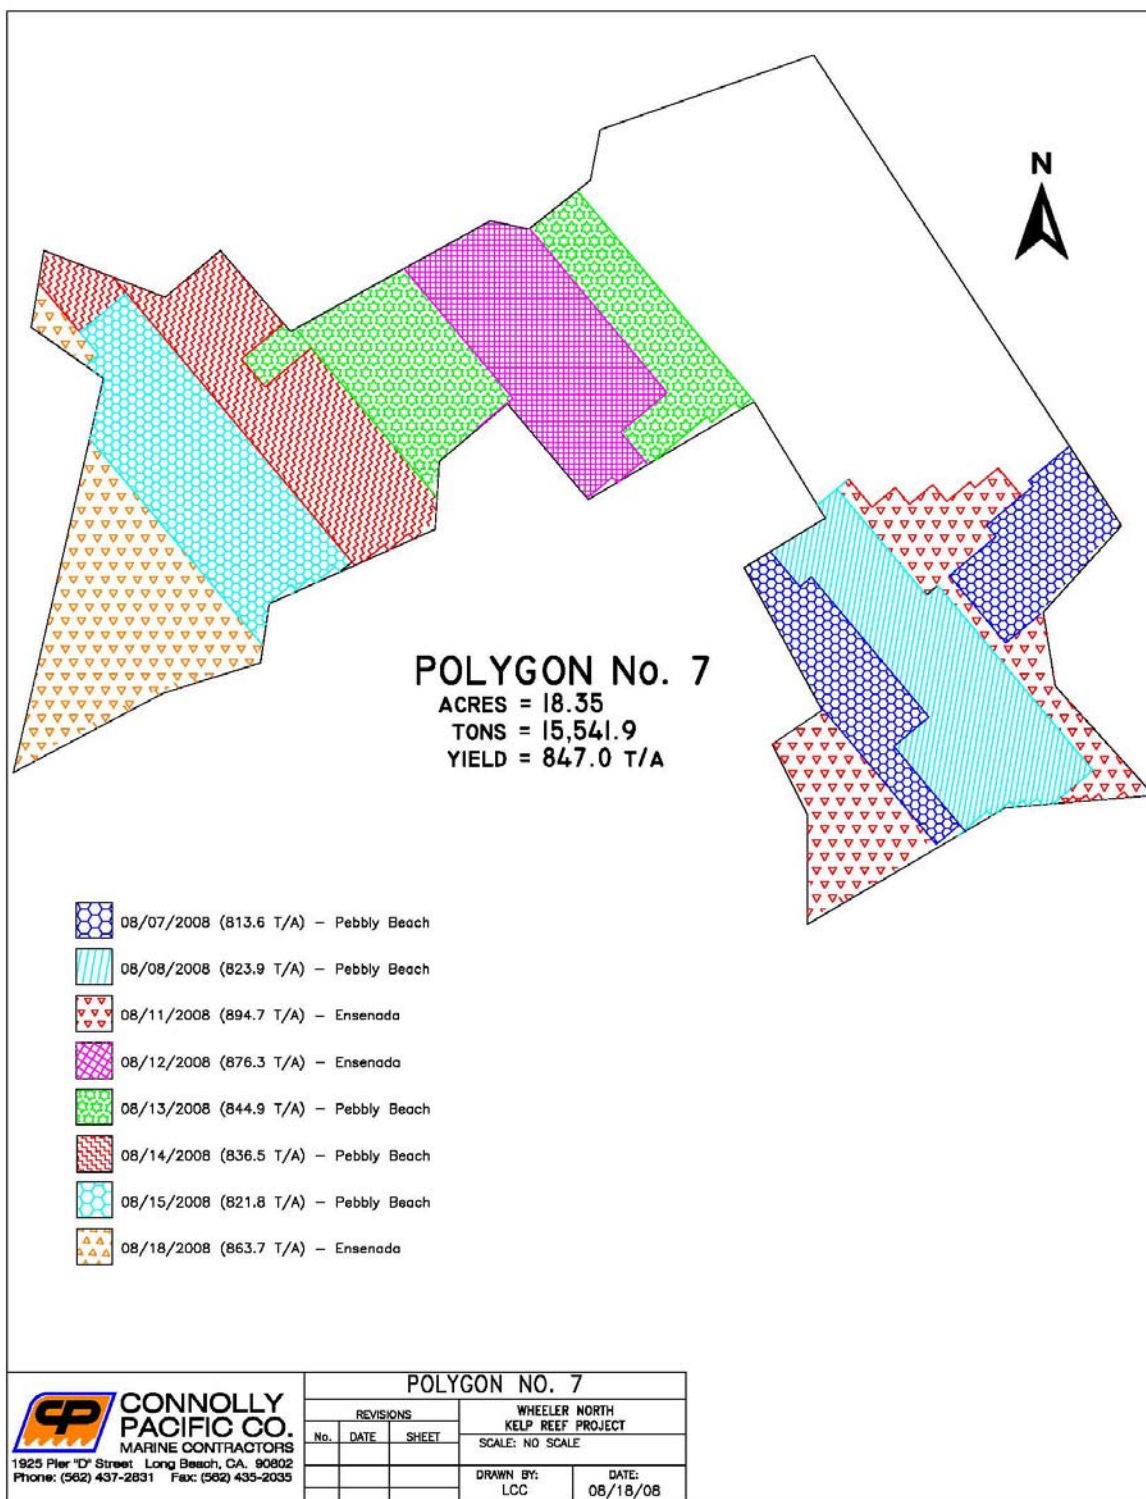 N
POLYGON No. 7
ACRES = 18.35
TONS = 15,541.9
YIELD = 847.0 T/A
08/07/2008 (813.6 T/A) – Pebbly Beach
08/08/2008 (823.9 T/A) – Pebbly Beach
08/11/2008 (894.7 T/A) – Ensenada
08/12/2008 (876.3 T/A) – Ensenada
08/13/2008 (844.9 T/A) – Pebbly Beach
08/14/2008 (836.5 T/A) – Pebbly Beach
08/15/2008 (821.8 T/A) – Pebbly Beach
08/18/2008 (863.7 T/A) – Ensenada
CP
CONNOLLY
PACIFIC CO.
MARINE CONTRACTORS
1925 Pier "D" Street Long Beach, CA. 90802
Phone: (562) 437-2831 Fax: (562) 435-2035
POLYGON NO. 7
REVISIONS
No. DATE SHEET
WHEELER NORTH
KELP REEF PROJECT
SCALE: NO SCALE
DRAWN BY:
LCC
DATE:
08/18/08